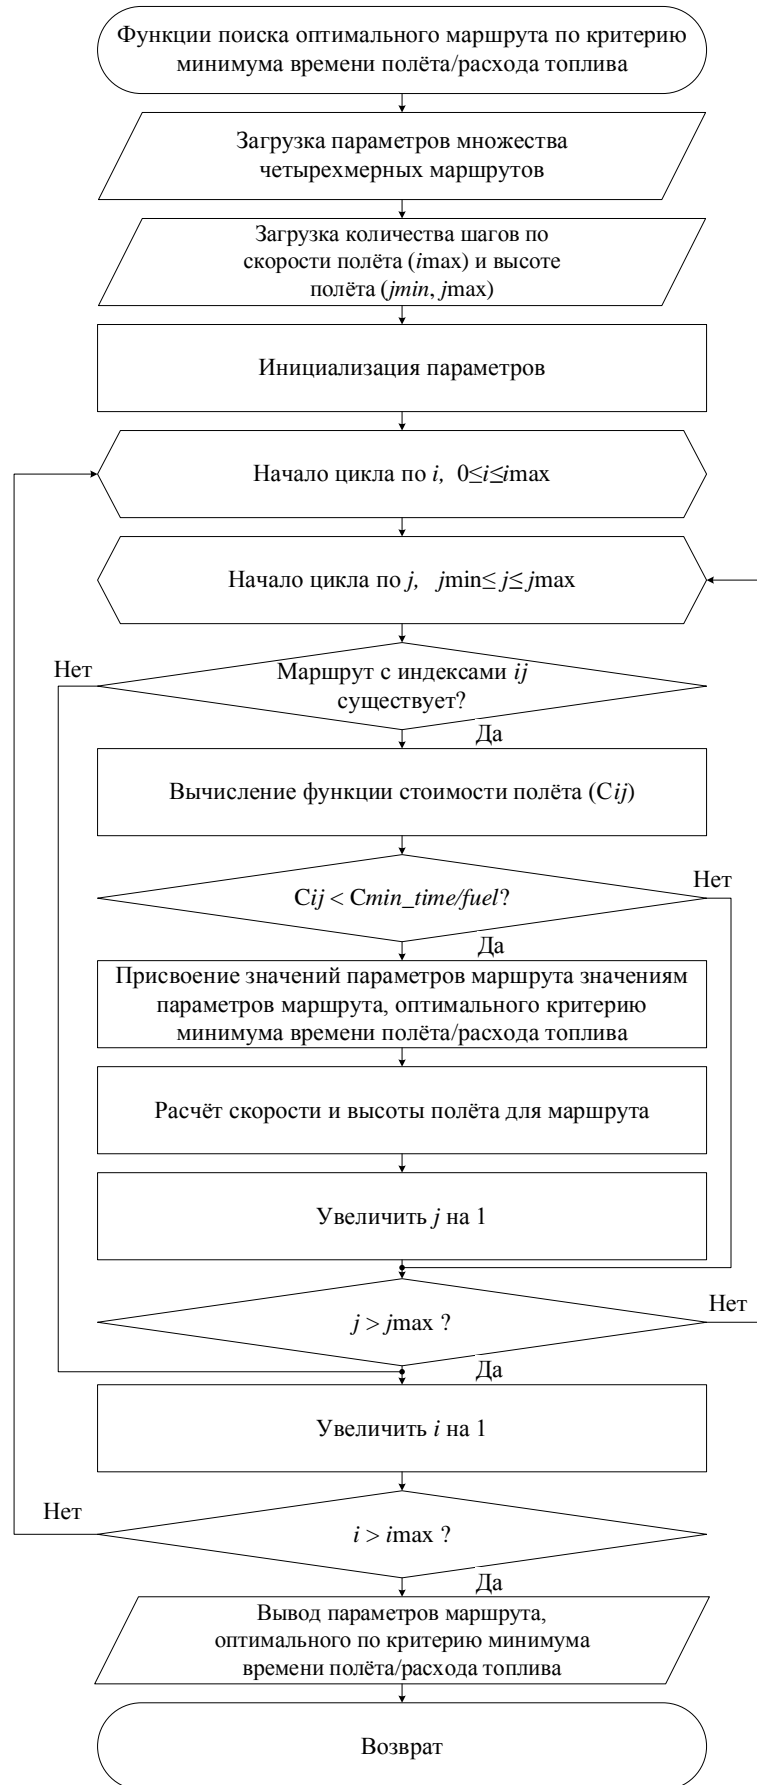 Функции поиска оптимального маршрута по критерию
минимума времени полёта/расхода топлива
Загрузка параметров множества
четырехмерных маршрутов
Загрузка количества шагов по
скорости полёта (imax) и высоте
полёта (jmin, jmax)
Инициализация параметров
Начало цикла по i, 0≤i≤imax
Начало цикла по j, jmin≤ j≤ jmax
Нет
Маршрут с индексами ij
существует?
Да
Вычисление функции стоимости полёта (Cij)
Нет
Cij < Cmin_time/fuel?
Да
Присвоение значений параметров маршрута значениям
параметров маршрута, оптимального критерию
минимума времени полёта/расхода топлива
Расчёт скорости и высоты полёта для маршрута
Увеличить j на 1
Нет
j > jmax ?
Да
Увеличить i на 1
Нет
i > imax ?
Да
Вывод параметров маршрута,
оптимального по критерию минимума
времени полёта/расхода топлива
Возврат